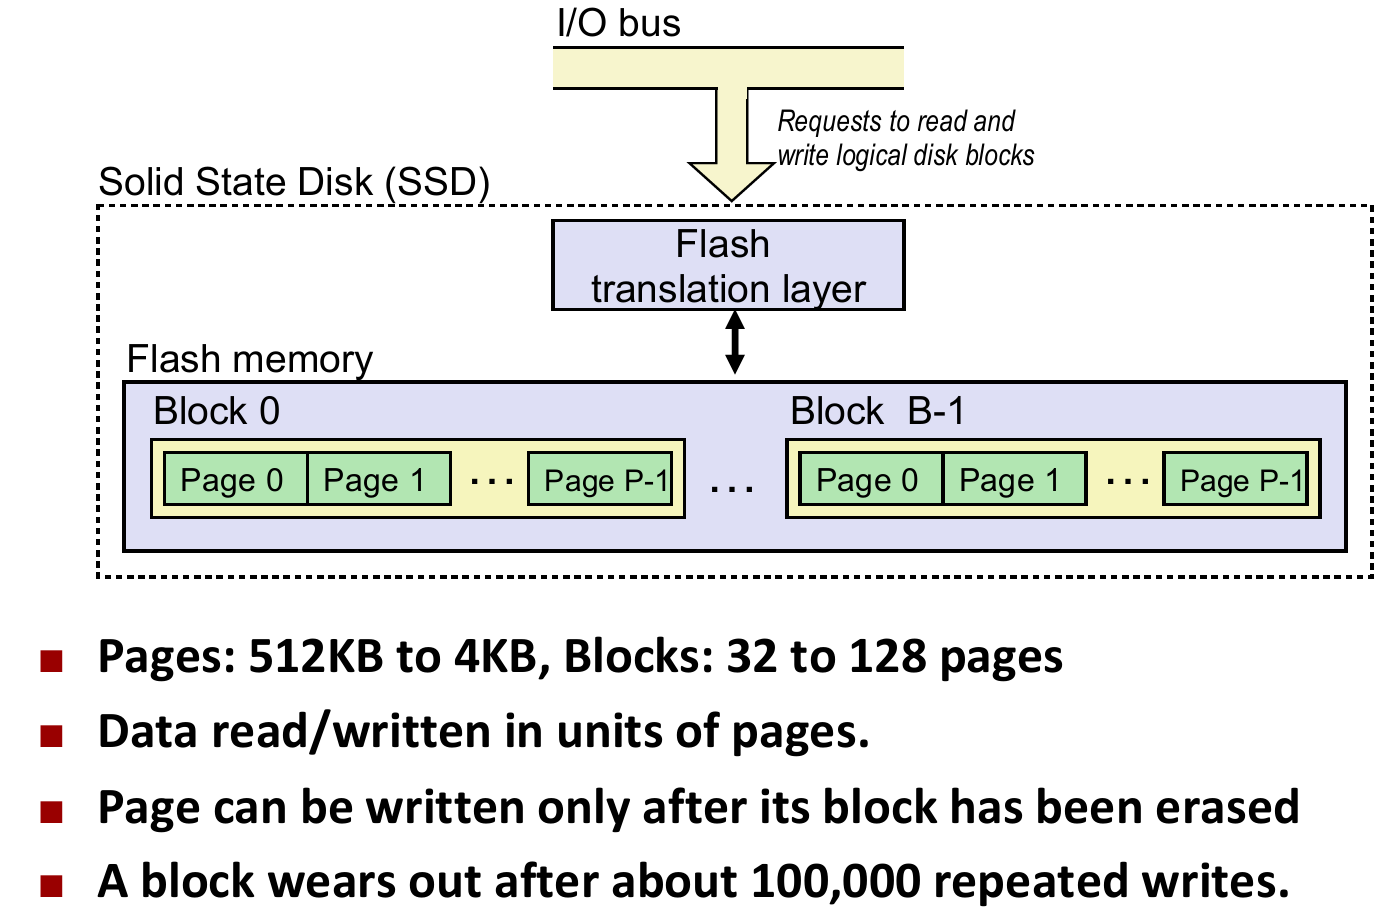 I/O bus
Requests to read and
write logical disk blocks
Solid State Disk (SSD)
Flash
translation layer
Flash memory
Block 0
Block B-1
Page 0 Page 1 ... Page P-1 ... Page 0 Page 1 ... Page P-1
Pages: 512KB to 4KB, Blocks: 32 to 128 pages
Data read/written in units of pages.
Page can be written only after its block has been erased
A block wears out after about 100,000 repeated writes.